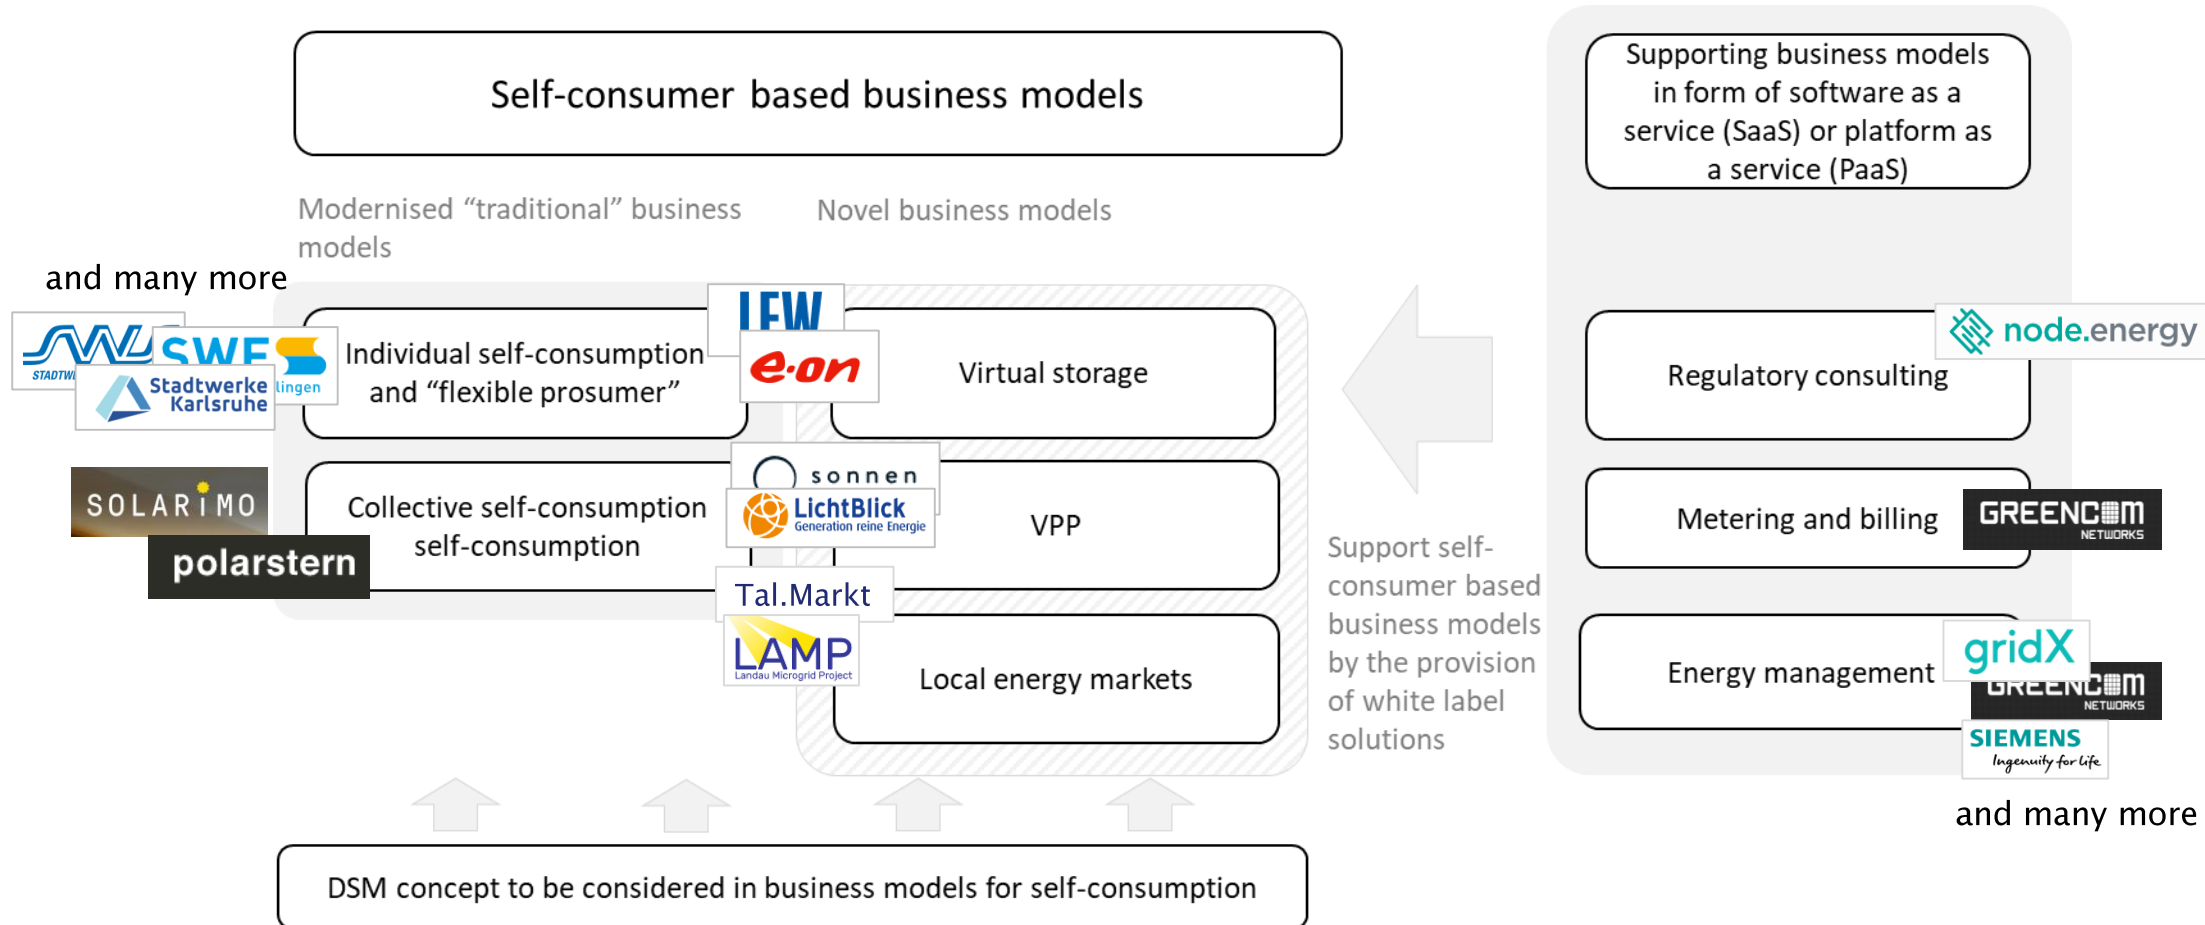 Self-consumer based business models
Supporting business models
in form of software as a
service (SaaS) or platform as
a service (PaaS)
Modernised “traditional” business
models
Novel business models
and many more
SWE
lingen
Stadtwerke
Karlsruhe
Individual self-consumption
and “flexible prosumer”
e·on
Virtual storage
node.energy
Regulatory consulting
SOLARiMO
polarstern
Collective self-consumption
self-consumption
sonnen
LichtBlick
Generation reine Energie
VPP
Metering and billing
GREENCOM
NETWORKS
Tal.Markt
LAMP
Landau Microgrid Project
Local energy markets
Support self-
consumer based
business models
by the provision
of white label
solutions
Energy management
gridX
GREENCOM
NETWORKS
SIEMENS
Ingenuity for life
and many more
DSM concept to be considered in business models for self-consumption